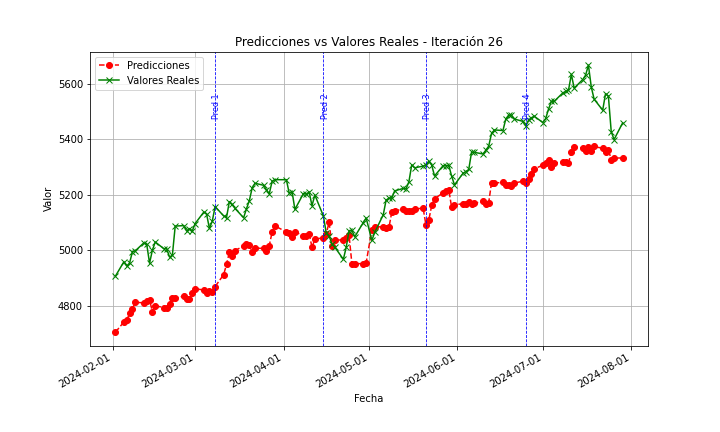 Predicciones vs Valores Reales - Iteración 26
Predicciones
Valores Reales
Pred 1
Pred 2
Pred 3
Pred 4
Valor
5600
5400
5200
5000
4800
2024-02-01
2024-03-01
2024-04-01
2024-05-01
2024-06-01
2024-07-01
2024-08-01
Fecha